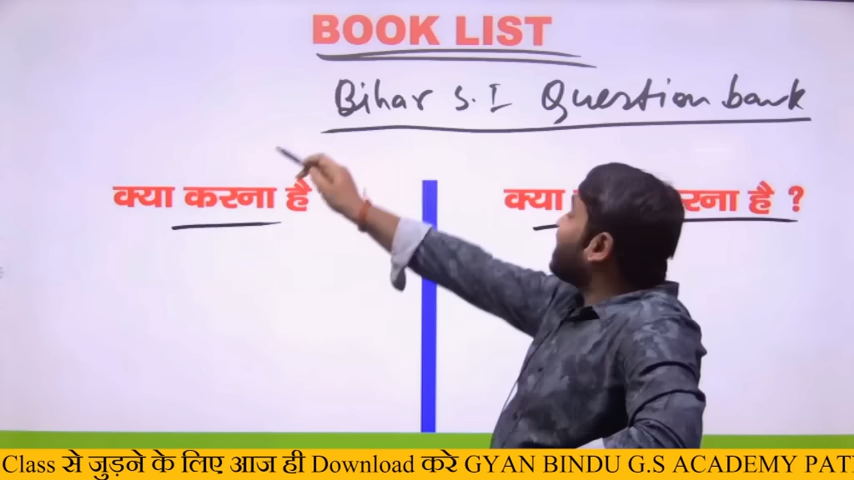 BOOK LIST
Bihar S.I Question bank
क्या करना है
क्या रना है ?
Class से जुड़ने के लिए आज ही Download करे GYAN BINDU G.S ACADEMY PAT